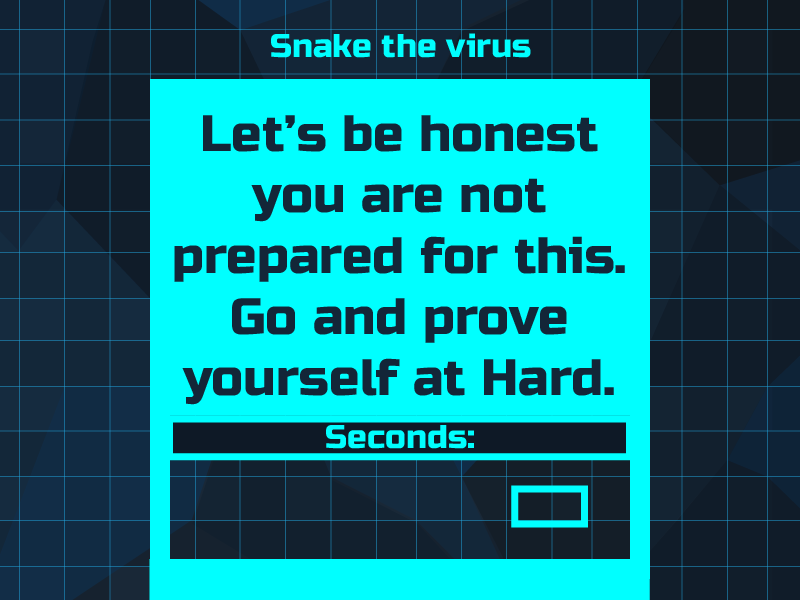 Snake the virus
Let’s be honest
you are not
prepared for this.
Go and prove
yourself at Hard.
Seconds: